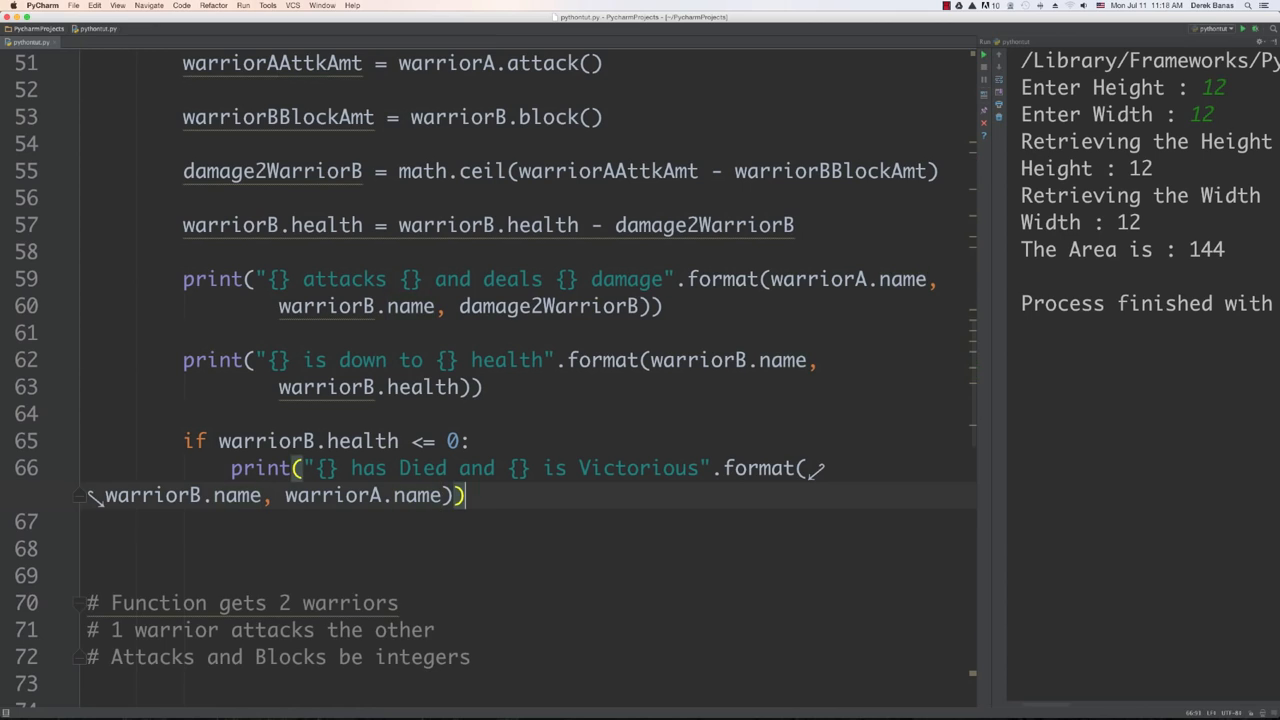 PyCharm File Edit View Navigate Code Refactor Run Tools VCS Window Help
10 Mon Jul 11 11:18 AM Derek Banas
pythontut.py - PyCharmProjects - [~/PycharmProjects]
PycharmProjects pythontut.py
pythontut
pythontut.py
Run: pythontut
51 warriorAAttkAmt = warriorA.attack()
52
53 warriorBBlockAmt = warriorB.block()
54
55 damage2WarriorB = math.ceil(warriorAAttkAmt - warriorBBlockAmt)
56
57 warriorB.health = warriorB.health - damage2WarriorB
58
59 print("{} attacks {} and deals {} damage".format(warriorA.name,
60 warriorB.name, damage2WarriorB))
61
62 print("{} is down to {} health".format(warriorB.name,
63 warriorB.health))
64
65 if warriorB.health <= 0:
66 print("{} has Died and {} is Victorious".format(
warriorB.name, warriorA.name))
67
68
69
70 # Function gets 2 warriors
71 # 1 warrior attacks the other
72 # Attacks and Blocks be integers
73
/Library/Frameworks/Py
Enter Height : 12
Enter Width : 12
Retrieving the Height
Height : 12
Retrieving the Width
Width : 12
The Area is : 144
Process finished with